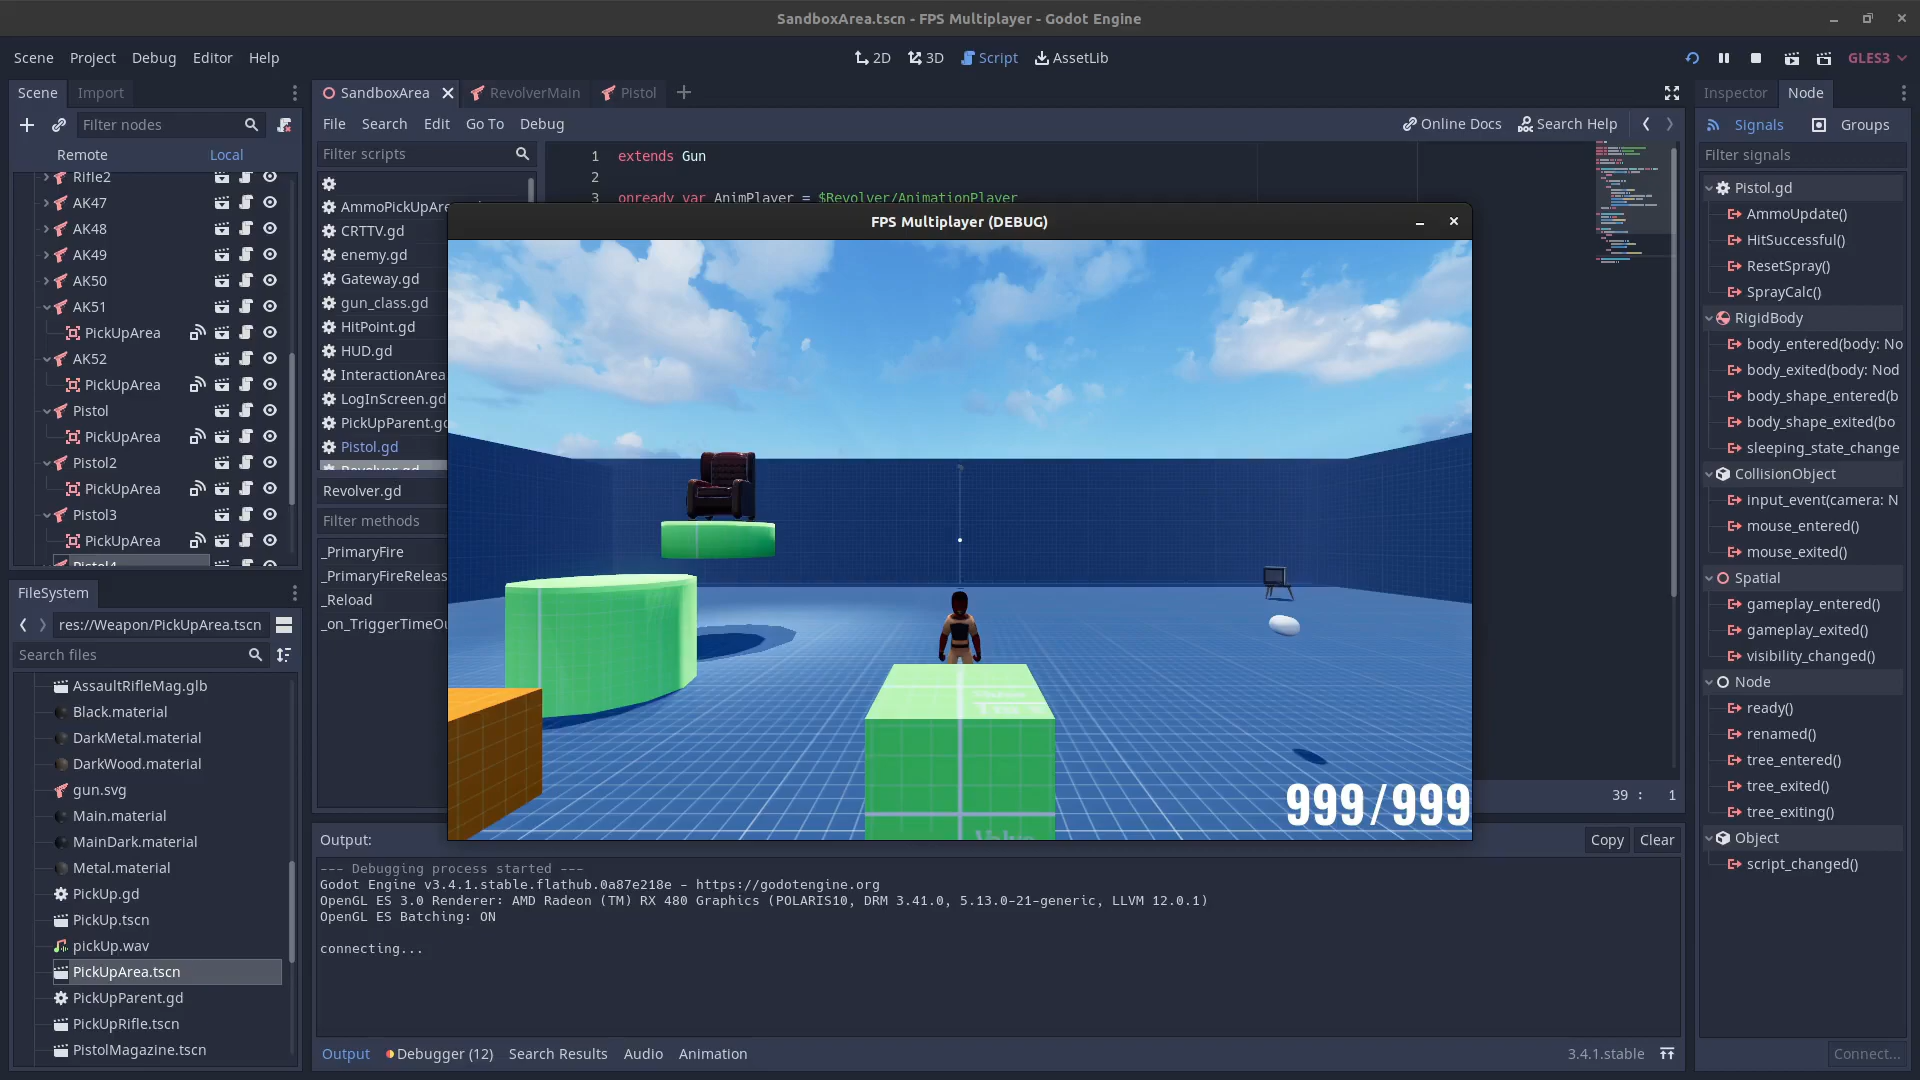 SandboxArea.tscn - FPS Multiplayer - Godot Engine
Scene Project Debug Editor Help
2D 3D Script AssetLib
GLES3
Scene Import
Filter nodes
Remote Local
Rifle2
AK47
AK48
AK49
AK50
AK51
PickUpArea
AK52
PickUpArea
Pistol
PickUpArea
Pistol2
PickUpArea
Pistol3
PickUpArea
Pistol4
FileSystem
res://Weapon/PickUpArea.tscn
Search files
AssaultRifleMag.glb
Black.material
DarkMetal.material
DarkWood.material
gun.svg
Main.material
MainDark.material
Metal.material
PickUp.gd
PickUp.tscn
pickUp.wav
PickUpArea.tscn
PickUpParent.gd
PickUpRifle.tscn
PistolMagazine.tscn
SandboxArea RevolverMain Pistol
File Search Edit Go To Debug
Online Docs Search Help
Filter scripts
AmmoPickUpAre
CRTTV.gd
enemy.gd
Gateway.gd
gun_class.gd
HitPoint.gd
HUD.gd
InteractionArea
LogInScreen.gd
PickUpParent.gd
Pistol.gd
Revolver.gd
Revolver.gd
Filter methods
_PrimaryFire
_PrimaryFireReleas
_Reload
_on_TriggerTimeOu
1 extends Gun
2
3 onready var AnimPlayer = $Revolver/AnimationPlayer
FPS Multiplayer (DEBUG)
999/999
39 : 1
Output:
Copy Clear
--- Debugging process started ---
Godot Engine v3.4.1.stable.flathub.0a87e218e - https://godotengine.org
OpenGL ES 3.0 Renderer: AMD Radeon (TM) RX 480 Graphics (POLARIS10, DRM 3.41.0, 5.13.0-21-generic, LLVM 12.0.1)
OpenGL ES Batching: ON
connecting...
Output Debugger (12) Search Results Audio Animation
3.4.1.stable
Inspector Node
Signals Groups
Filter signals
Pistol.gd
AmmoUpdate()
HitSuccessful()
ResetSpray()
SprayCalc()
RigidBody
body_entered(body: No
body_exited(body: Nod
body_shape_entered(b
body_shape_exited(bo
sleeping_state_change
CollisionObject
input_event(camera: N
mouse_entered()
mouse_exited()
Spatial
gameplay_entered()
gameplay_exited()
visibility_changed()
Node
ready()
renamed()
tree_entered()
tree_exited()
tree_exiting()
Object
script_changed()
Connect...